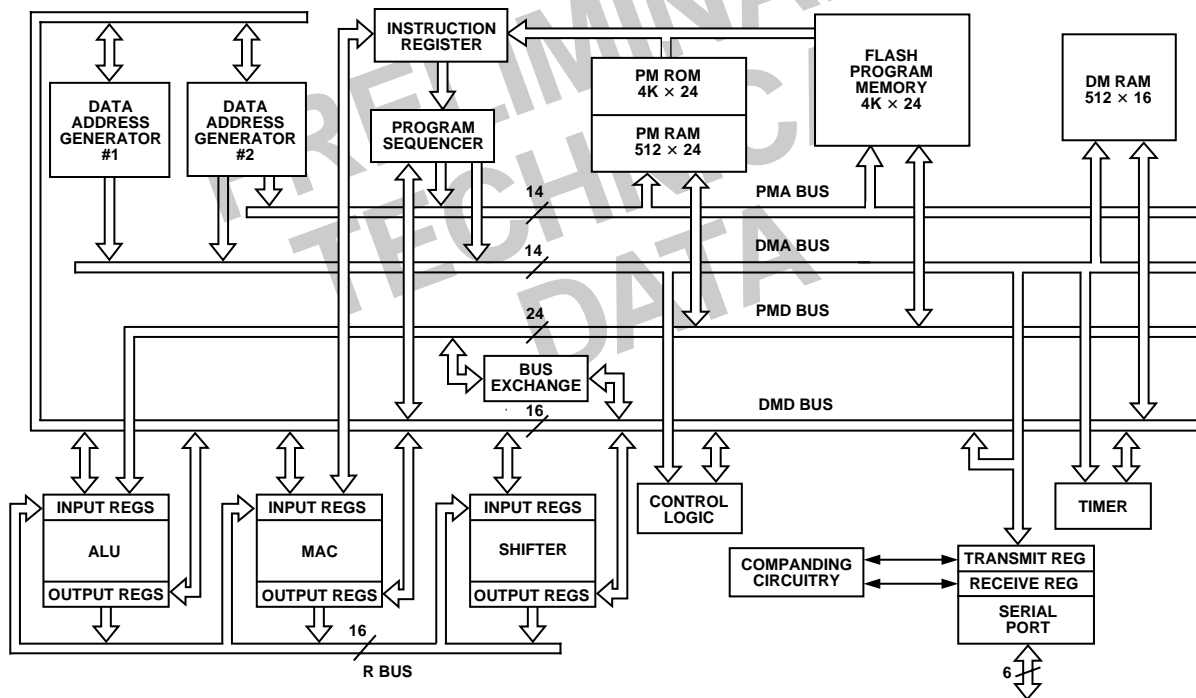 PRELIMINARY
TECHNICAL
DATA
INSTRUCTION
REGISTER
DATA
ADDRESS
GENERATOR
#1
DATA
ADDRESS
GENERATOR
#2
PROGRAM
SEQUENCER
PM ROM
4K × 24
PM RAM
512 × 24
FLASH
PROGRAM
MEMORY
4K × 24
DM RAM
512 × 16
14
PMA BUS
14
DMA BUS
24
PMD BUS
BUS
EXCHANGE
16
DMD BUS
INPUT REGS
ALU
OUTPUT REGS
INPUT REGS
MAC
OUTPUT REGS
INPUT REGS
SHIFTER
OUTPUT REGS
CONTROL
LOGIC
TIMER
COMPANDING
CIRCUITRY
TRANSMIT REG
RECEIVE REG
SERIAL
PORT
16
R BUS
6